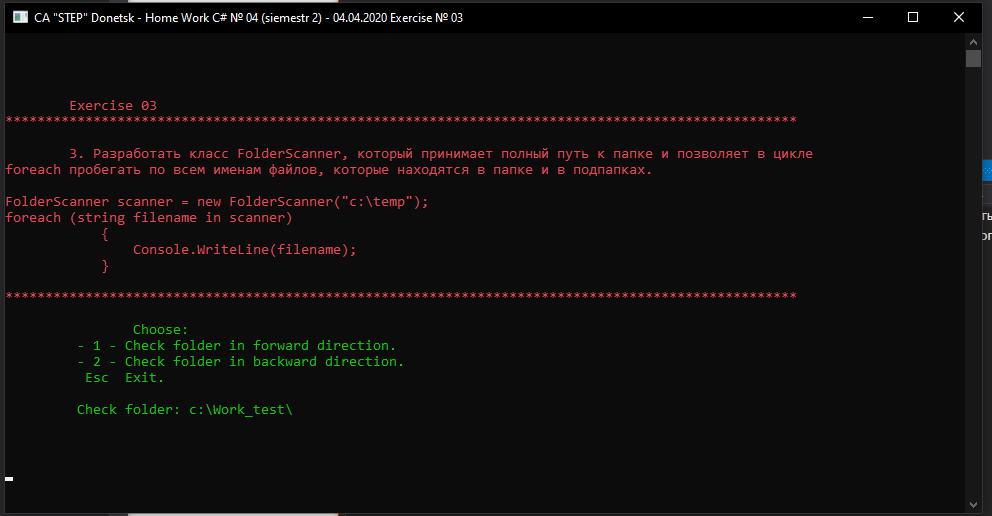 CA "STEP" Donetsk - Home Work C# № 04 (siemestr 2) - 04.04.2020 Exercise № 03
Exercise 03
***************************************************************************************************
3. Разработать класс FolderScanner, который принимает полный путь к папке и позволяет в цикле
foreach пробегать по всем именам файлов, которые находятся в папке и в подпапках.
FolderScanner scanner = new FolderScanner("c:\temp");
foreach (string filename in scanner)
{
Console.WriteLine(filename);
}
***************************************************************************************************
Choose:
- 1 - Check folder in forward direction.
- 2 - Check folder in backward direction.
Esc  Exit.
Check folder: c:\Work_test\